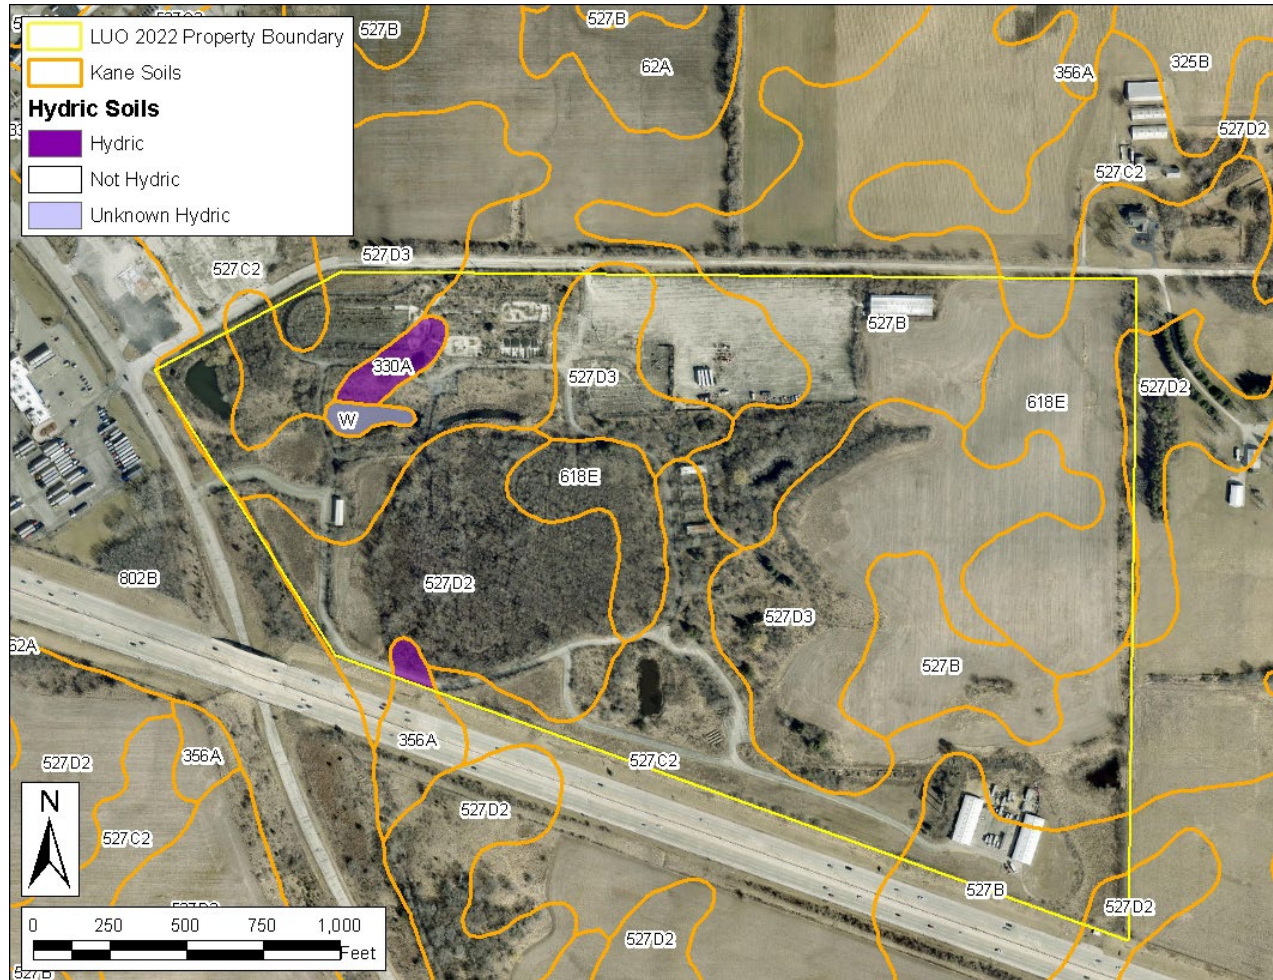 LUO 2022 Property Boundary
Kane Soils
Hydric Soils
Hydric
Not Hydric
Unknown Hydric
527B
527B
62A
356A
325B
527D2
527C2
527D3
527C2
527B
330A
527D3
527D2
618E
W
618E
802B
527D2
527D3
62A
527B
356A
527C2
356A
527D2
527D2
527C2
527B
527D2
527D2
527B
N
0 250 500 750 1,000
Feet